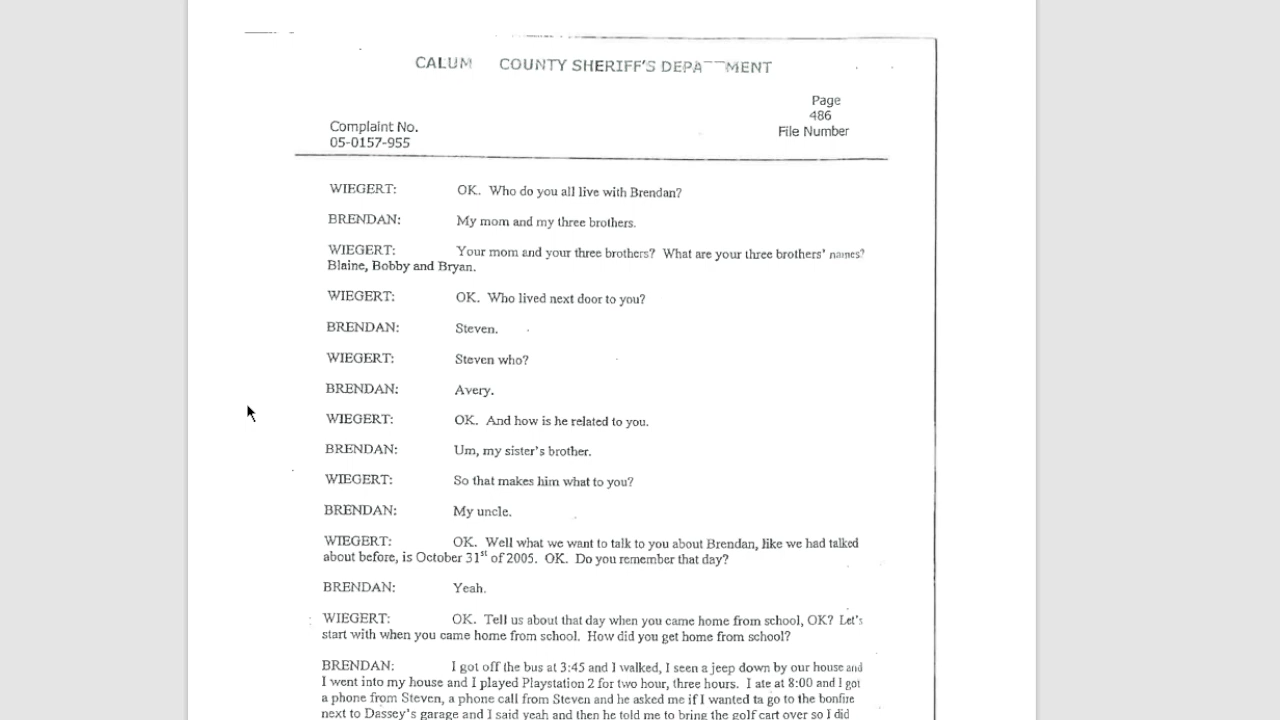 CALUM COUNTY SHERIFF'S DEPA MENT
Page
486
Complaint No.
File Number
05-0157-955
WIEGERT: OK. Who do you all live with Brendan?
BRENDAN: My mom and my three brothers.
WIEGERT: Your mom and your three brothers? What are your three brothers' names?
Blaine, Bobby and Bryan.
WIEGERT: OK. Who lived next door to you?
BRENDAN: Steven.
WIEGERT: Steven who?
BRENDAN: Avery.
WIEGERT: OK. And how is he related to you.
BRENDAN: Um, my sister's brother.
WIEGERT: So that makes him what to you?
BRENDAN: My uncle.
WIEGERT: OK. Well what we want to talk to you about Brendan, like we had talked
about before, is October 31st of 2005. OK. Do you remember that day?
BRENDAN: Yeah.
WIEGERT: OK. Tell us about that day when you came home from school, OK? Let's
start with when you came home from school. How did you get home from school?
BRENDAN: I got off the bus at 3:45 and I walked, I seen a jeep down by our house and
I went into my house and I played Playstation 2 for two hour, three hours. I ate at 8:00 and I got
a phone from Steven, a phone call from Steven and he asked me if I wanted ta go to the bonfire
next to Dassey's garage and I said yeah and then he told me to bring the golf cart over so I did